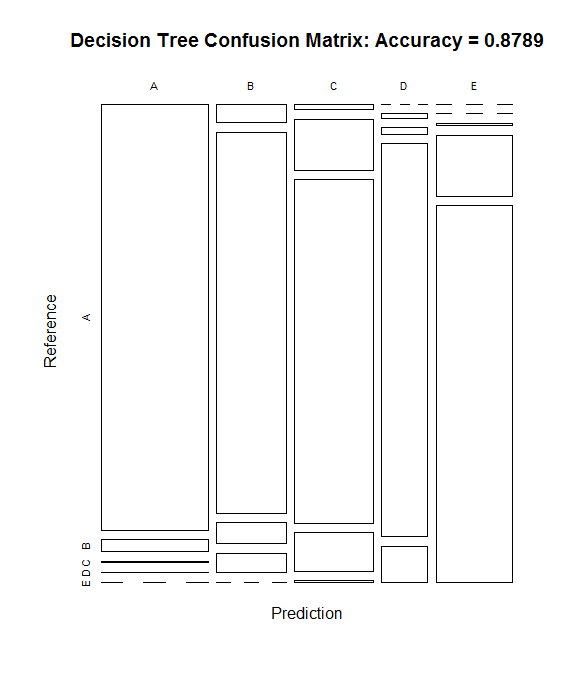 Decision Tree Confusion Matrix: Accuracy = 0.8789
A B C D E
Reference
A
B
C
D
E
Prediction